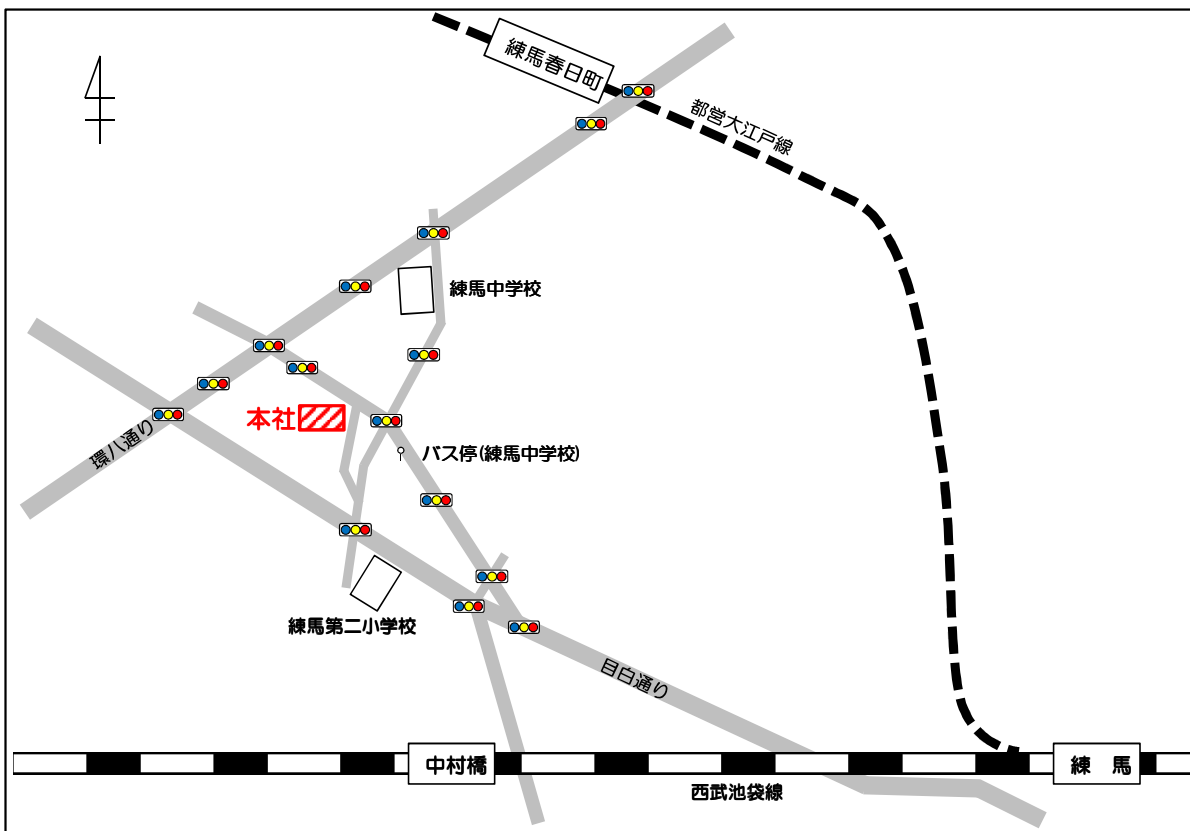 練馬春日町
都営大江戸線
練馬中学校
本社
環八通り
バス停(練馬中学校)
練馬第二小学校
目白通り
中村橋
練 馬
西武池袋線